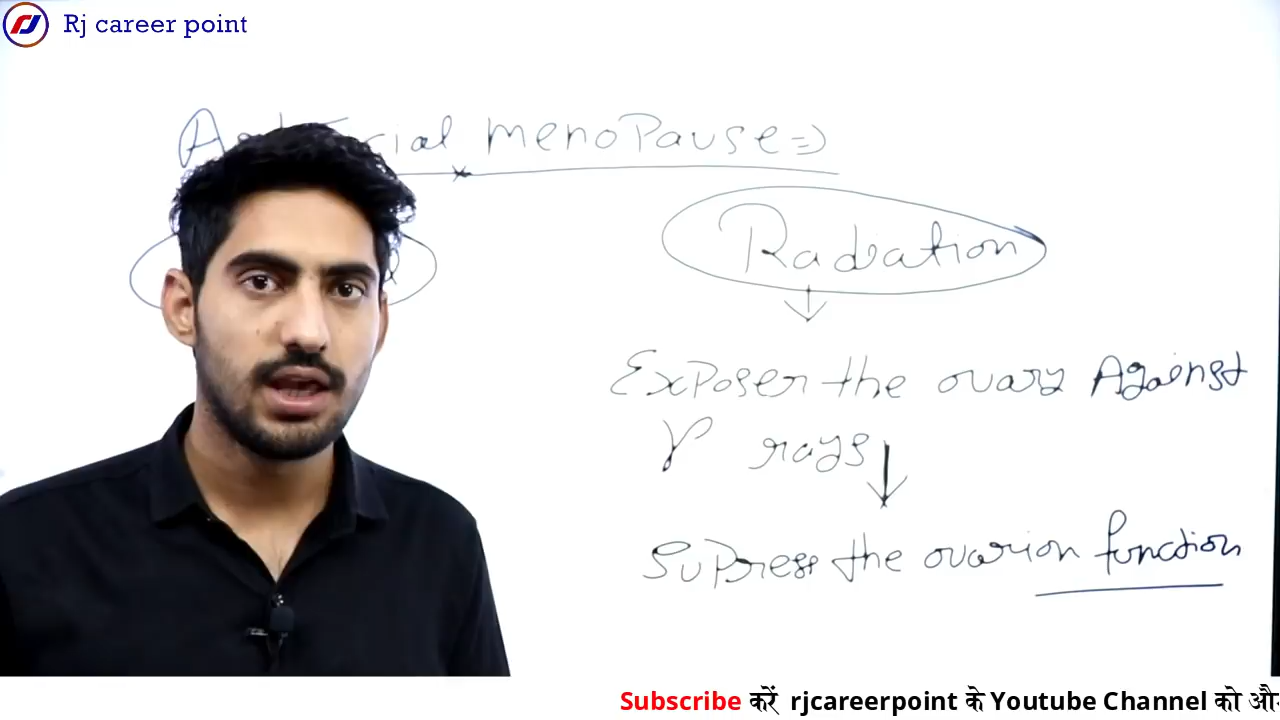 Rj career point
menoPause =>
Radiation
Exposer the ovary Against
γ rays
SuPress the ovarion function
Subscribe करें rjcareerpoint के Youtube Channel को